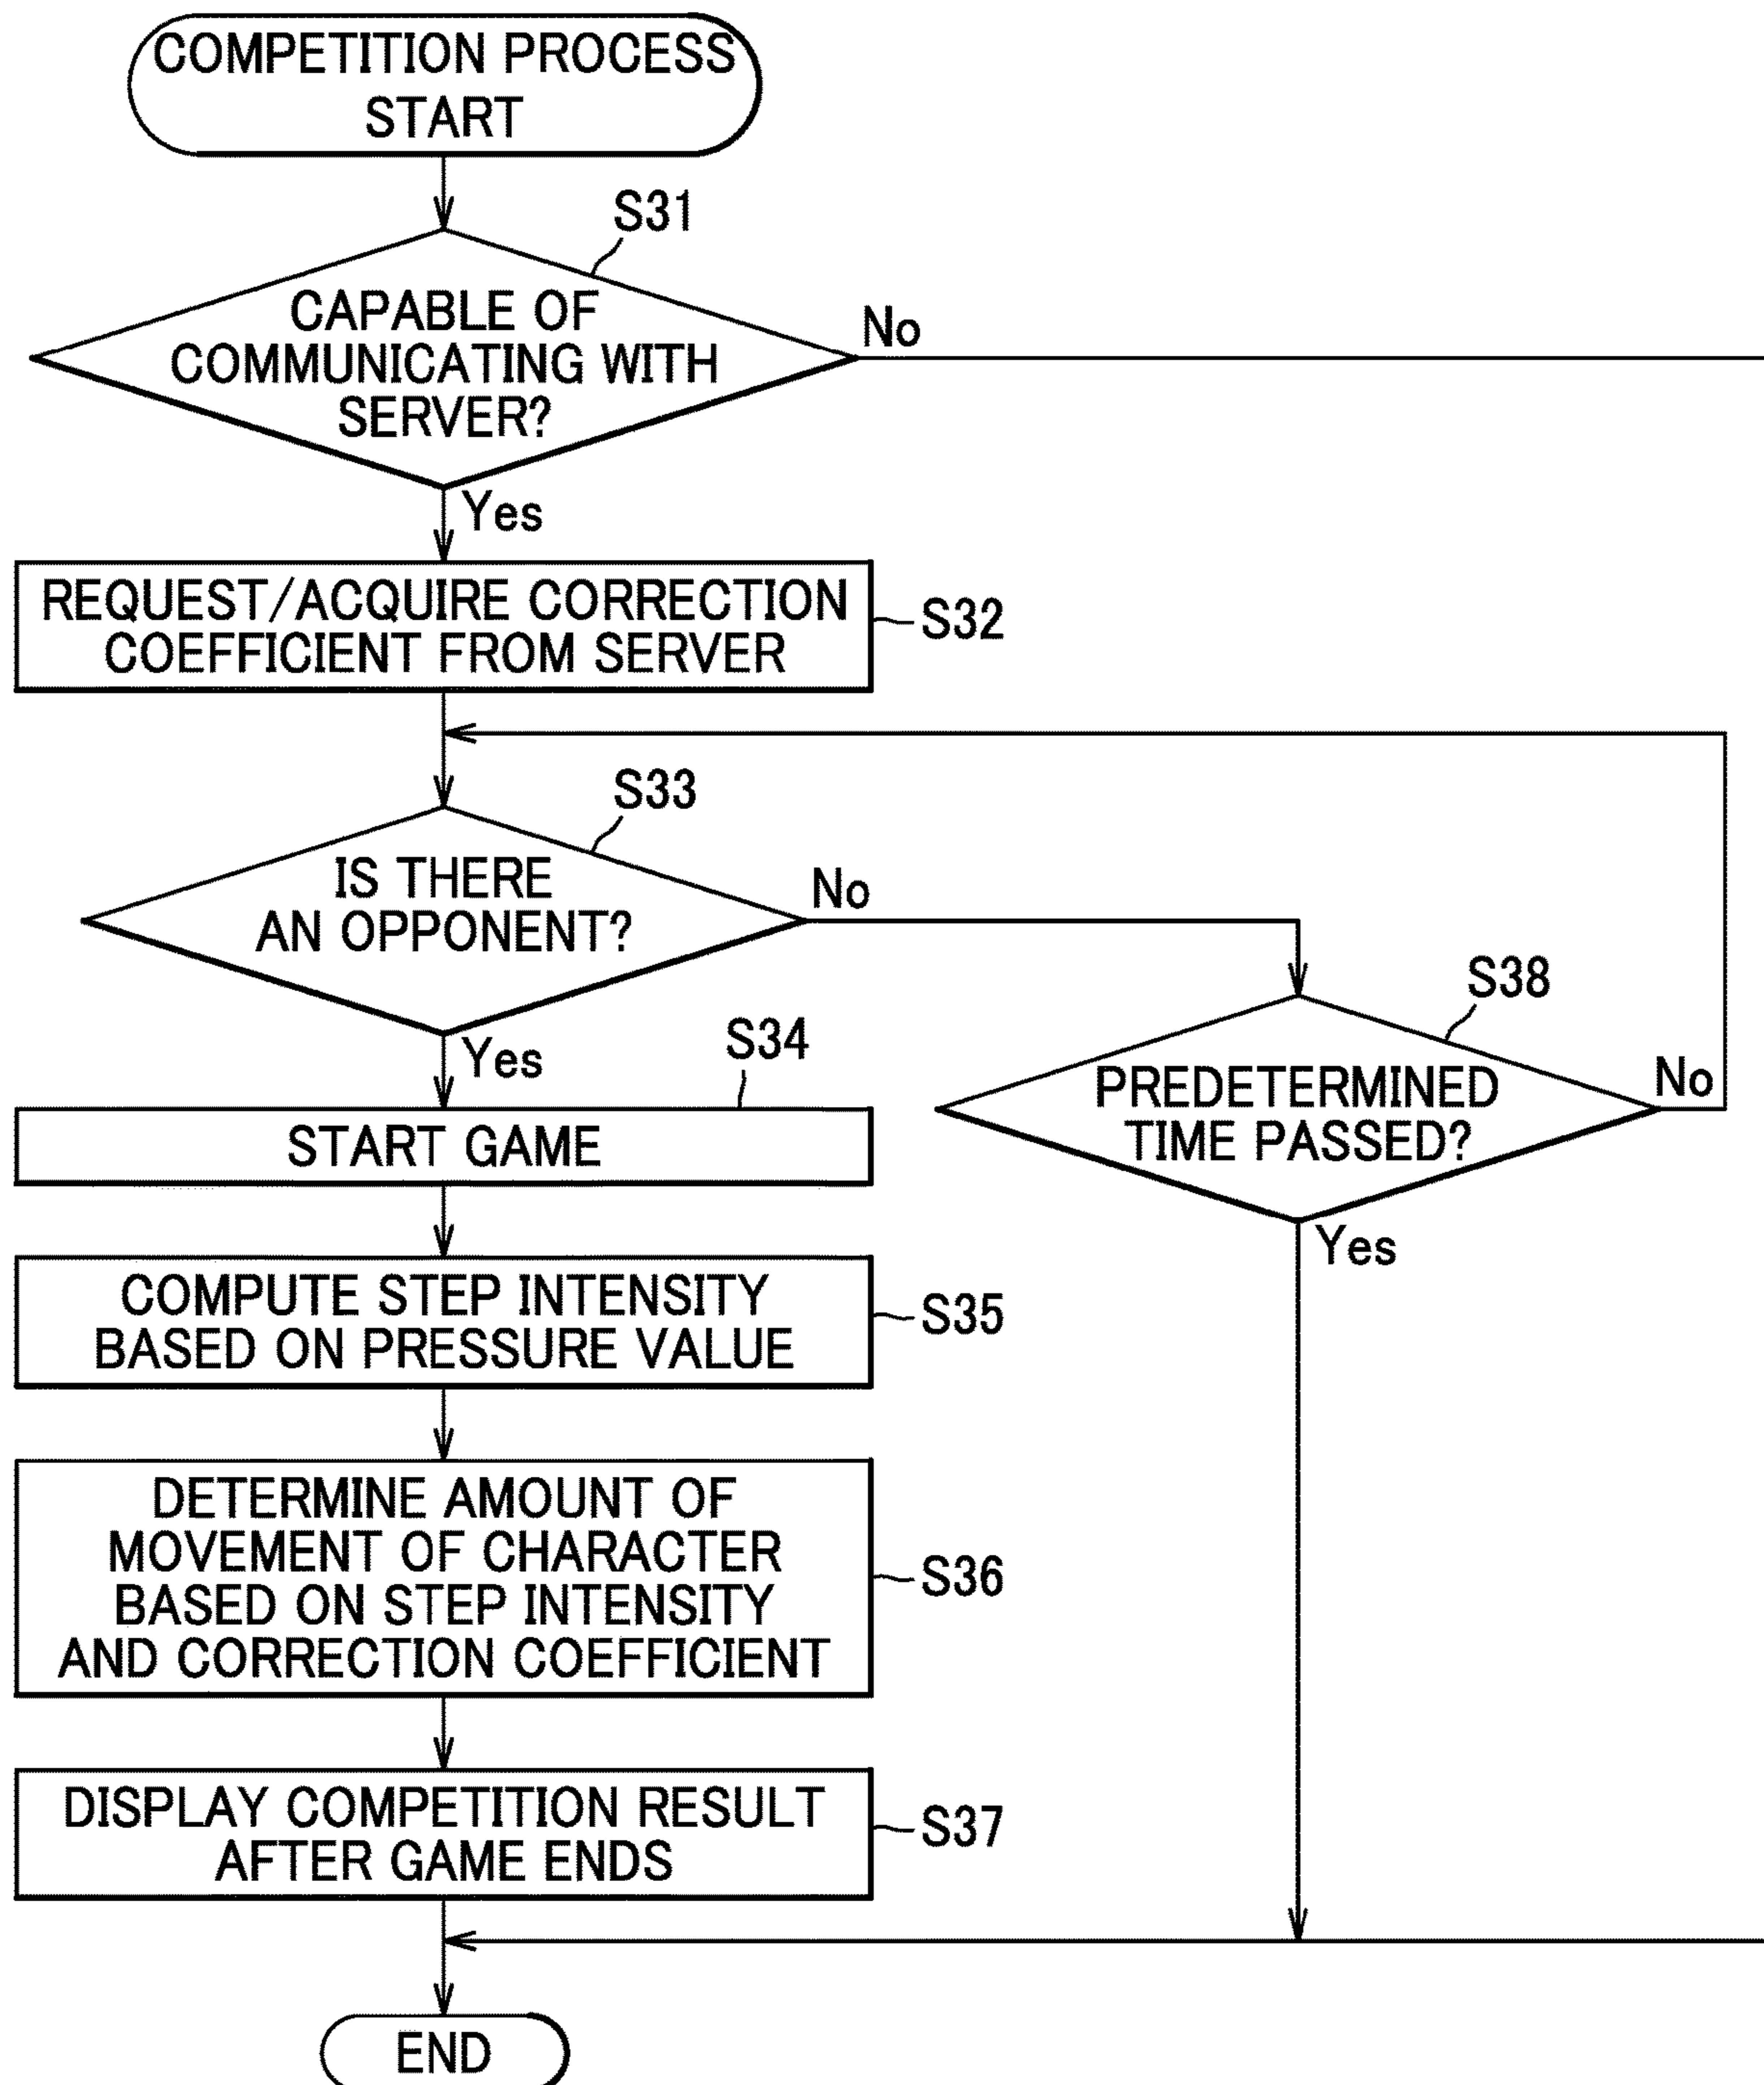 COMPETITION PROCESS
START
S31
CAPABLE OF
COMMUNICATING WITH
SERVER?
No
Yes
REQUEST/ACQUIRE CORRECTION
COEFFICIENT FROM SERVER
S32
S33
IS THERE
AN OPPONENT?
No
Yes
S38
PREDETERMINED
TIME PASSED?
No
Yes
S34
START GAME
COMPUTE STEP INTENSITY
BASED ON PRESSURE VALUE
S35
DETERMINE AMOUNT OF
MOVEMENT OF CHARACTER
BASED ON STEP INTENSITY
AND CORRECTION COEFFICIENT
S36
DISPLAY COMPETITION RESULT
AFTER GAME ENDS
S37
END